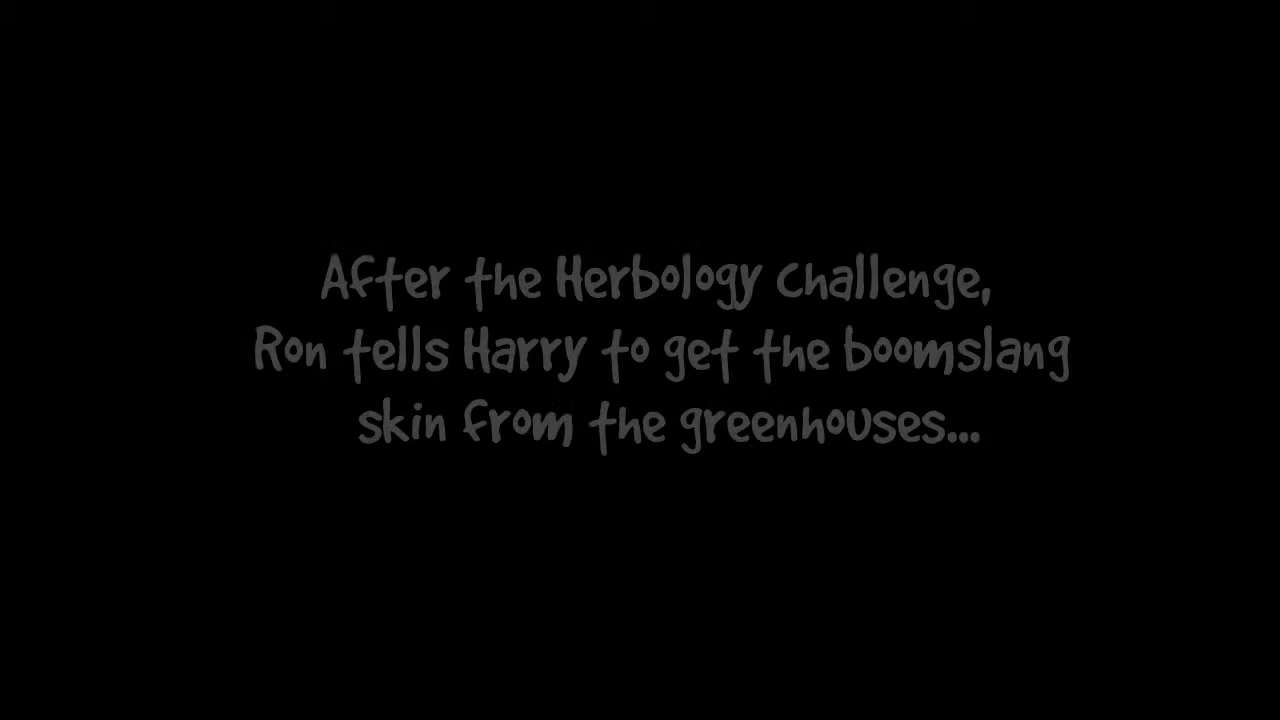 After the Herbology Challenge,
Ron tells Harry to get the boomslang
skin from the greenhouses...